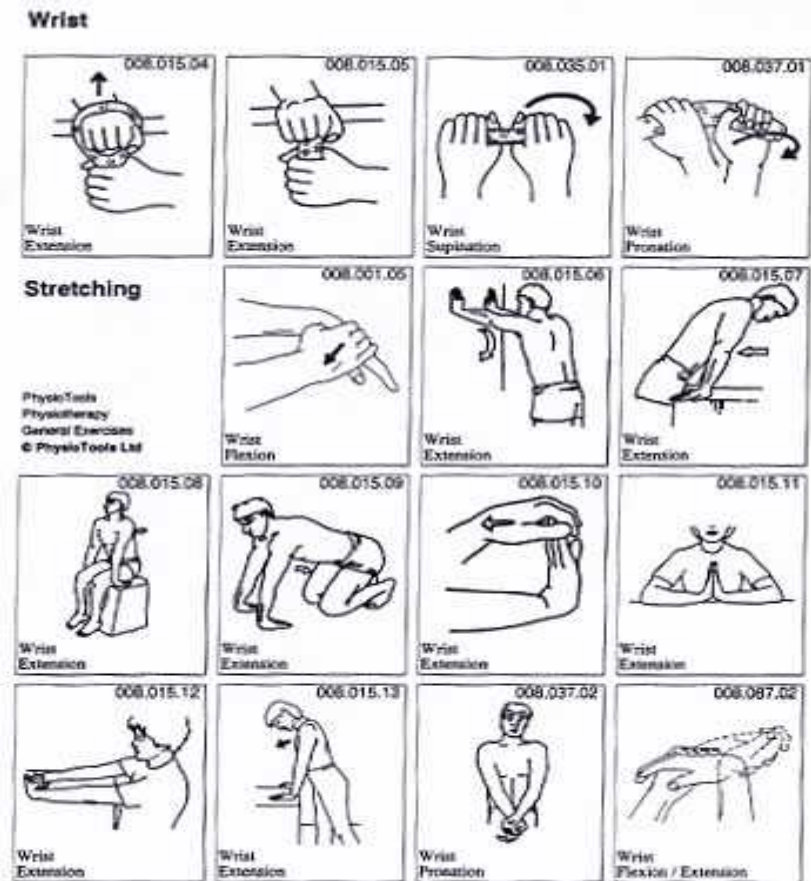 Wrist
008.015.04
Wrist
Extension
008.015.05
Wrist
Extension
008.035.01
Wrist
Supination
008.037.01
Wrist
Pronation
Stretching
PhysioTools
Physiotherapy
General Exercises
© PhysioTools Ltd
008.001.05
Wrist
Flexion
008.015.06
Wrist
Extension
008.015.07
Wrist
Extension
008.015.08
Wrist
Extension
008.015.09
Wrist
Extension
008.015.10
Wrist
Extension
008.015.11
Wrist
Extension
008.015.12
Wrist
Extension
008.015.13
Wrist
Extension
008.037.02
Wrist
Pronation
008.087.02
Wrist
Flexion / Extension